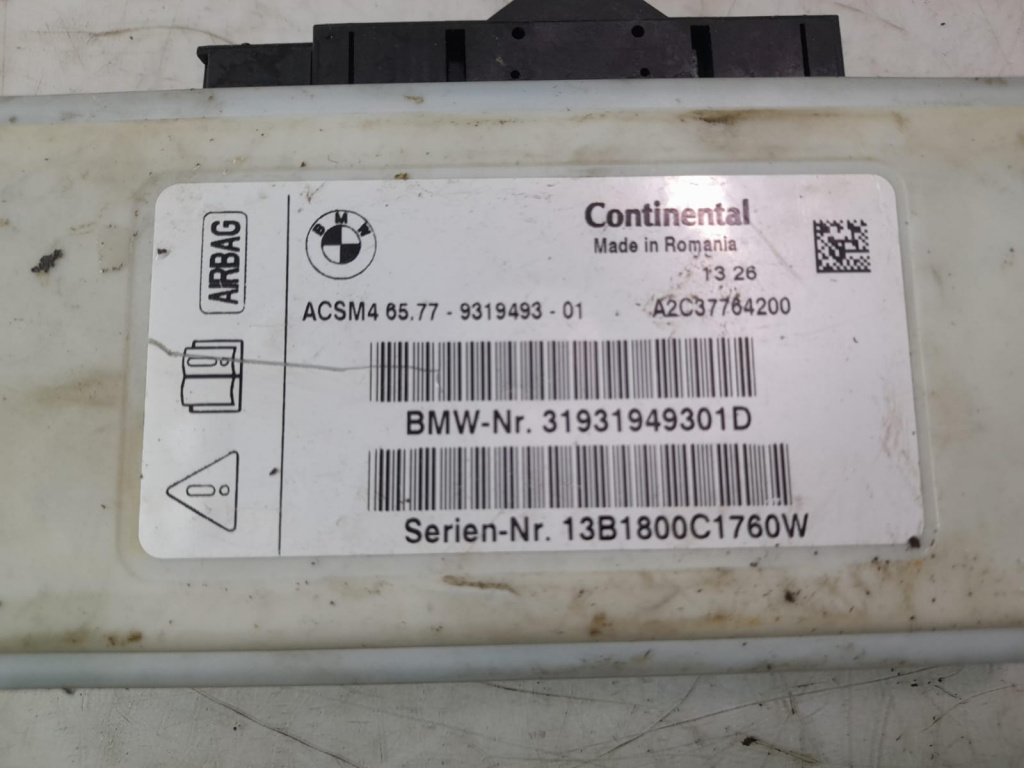 AIRBAG
BMW
Continental
Made in Romania
13 26
ACSM4 65.77 - 9319493 - 01 A2C37764200
BMW-Nr. 31931949301D
Serien-Nr. 13B1800C1760W